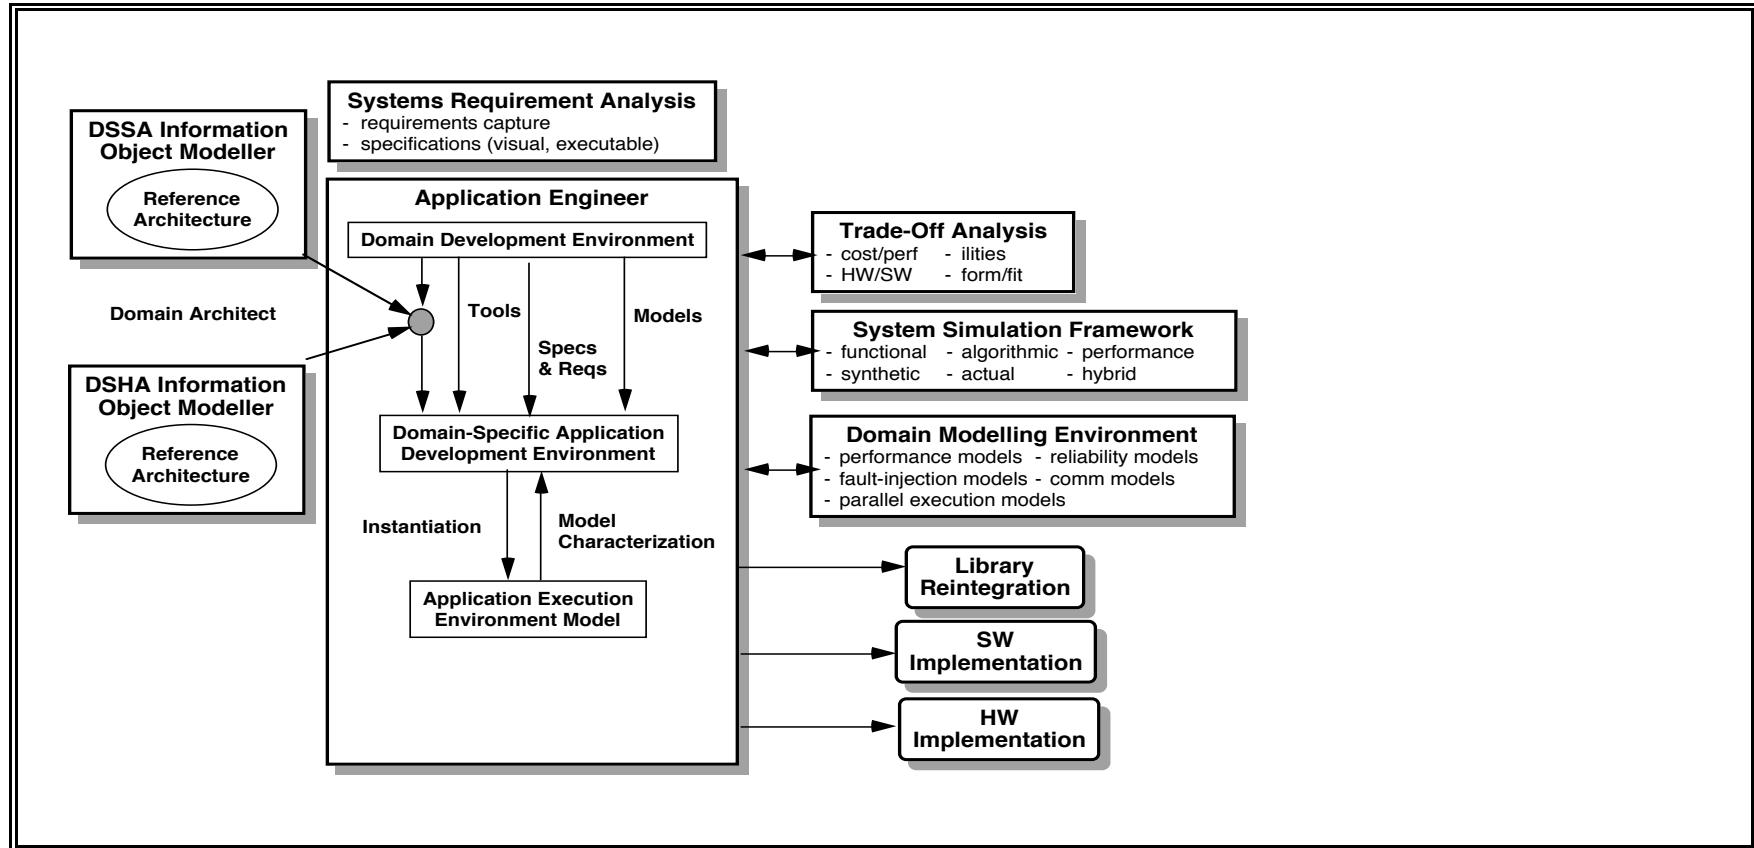 Systems Requirement Analysis
- requirements capture
- specifications (visual, executable)
DSSA Information
Object Modeller
Reference
Architecture
Domain Architect
DSHA Information
Object Modeller
Reference
Architecture
Application Engineer
Domain Development Environment
Tools
Models
Specs
& Reqs
Domain-Specific Application
Development Environment
Instantiation
Model
Characterization
Application Execution
Environment Model
Trade-Off Analysis
- cost/perf - ilities
- HW/SW - form/fit
System Simulation Framework
- functional - algorithmic - performance
- synthetic - actual - hybrid
Domain Modelling Environment
- performance models - reliability models
- fault-injection models - comm models
- parallel execution models
Library
Reintegration
SW
Implementation
HW
Implementation